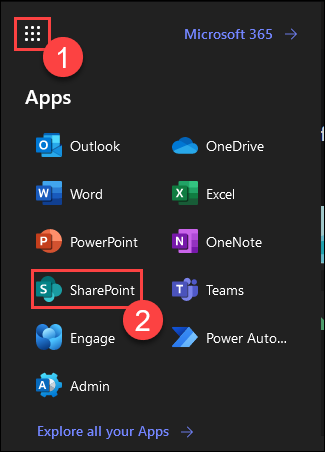 Microsoft 365
1
Apps
Outlook OneDrive
W Word X Excel
P PowerPoint N OneNote
S SharePoint T Teams
2
Engage Power Auto...
A Admin
Explore all your Apps